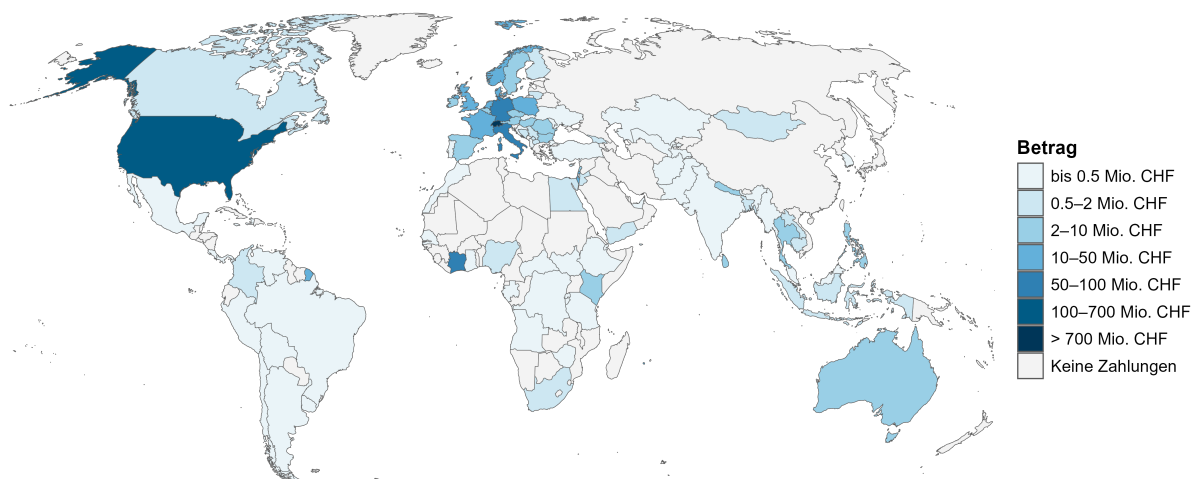 Betrag
bis 0.5 Mio. CHF
0.5–2 Mio. CHF
2–10 Mio. CHF
10–50 Mio. CHF
50–100 Mio. CHF
100–700 Mio. CHF
> 700 Mio. CHF
Keine Zahlungen